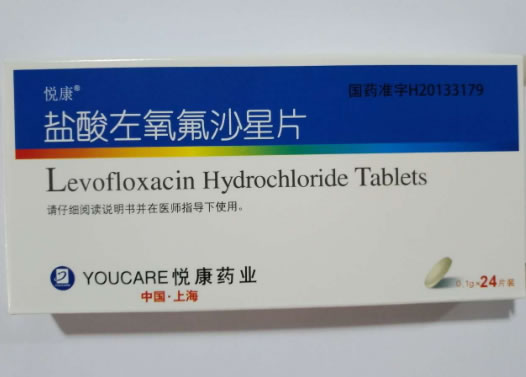 悦康®
国药准字H20133179
盐酸左氧氟沙星片
Levofloxacin Hydrochloride Tablets
请仔细阅读说明书并在医师指导下使用。
YOUCARE 悦康药业
中国·上海
0.1g×24片装